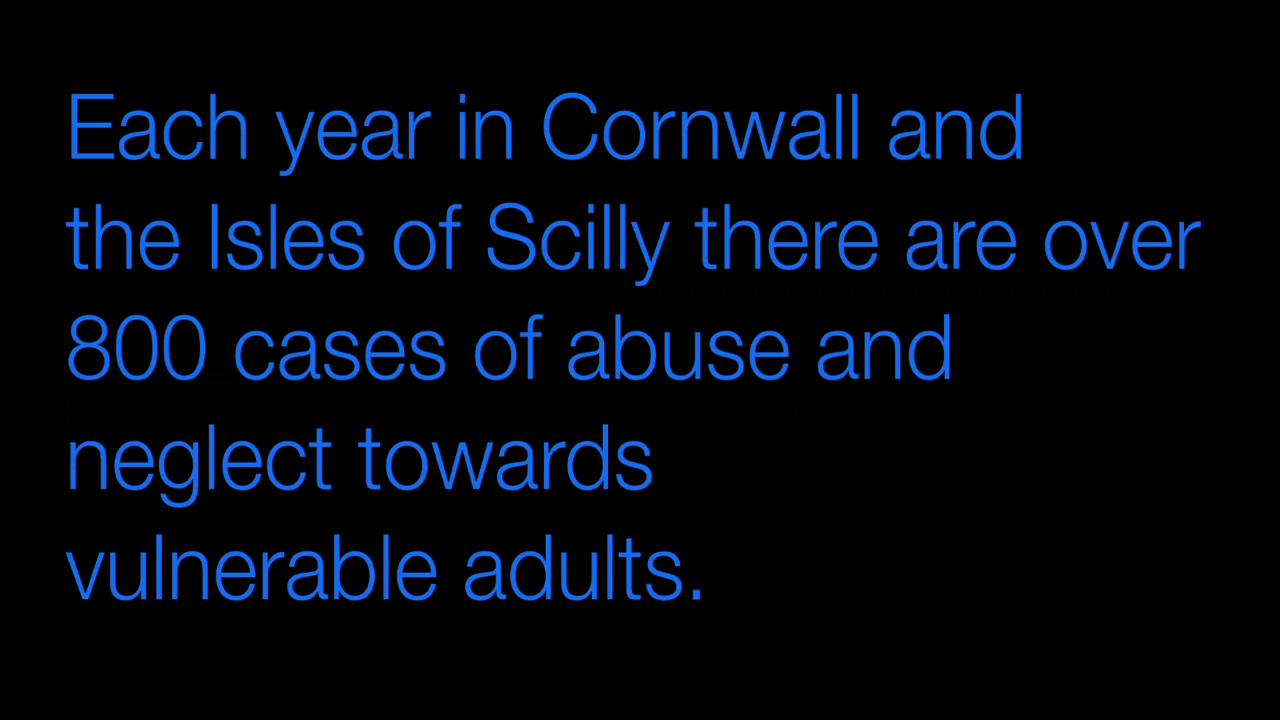 Each year in Cornwall and
the Isles of Scilly there are over
800 cases of abuse and
neglect towards
vulnerable adults.